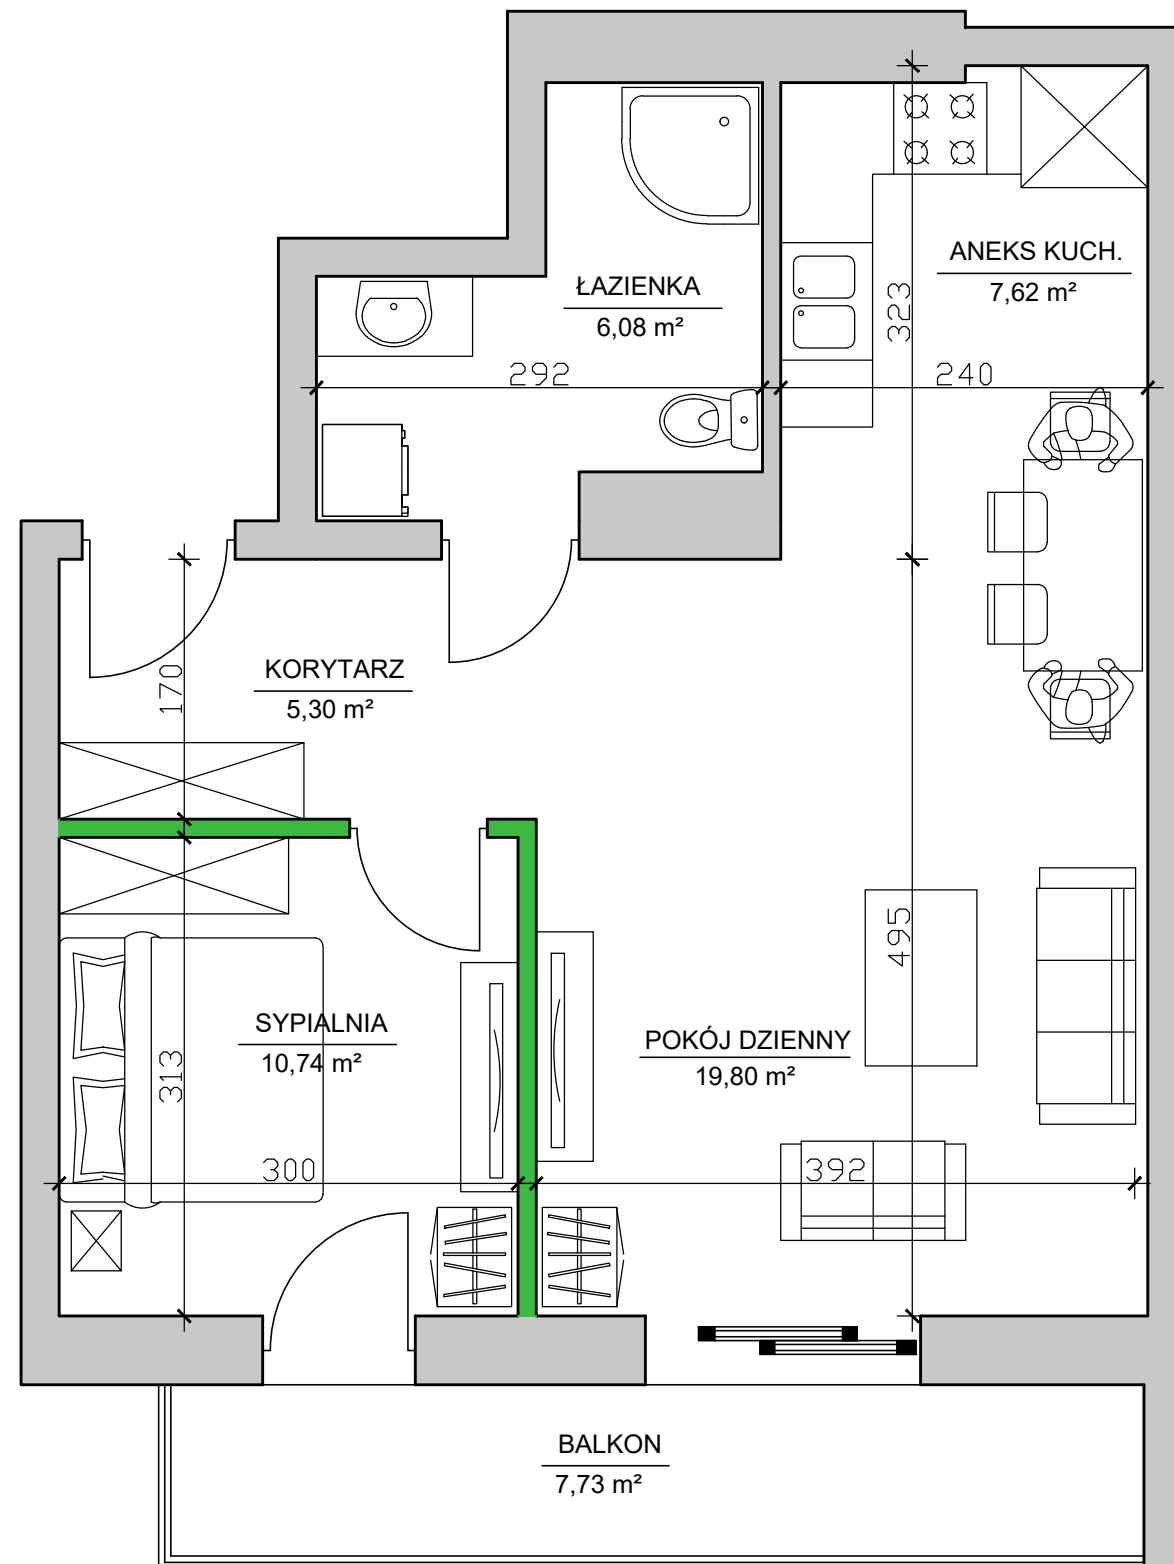 ANEKS KUCH.
7,62 m²
ŁAZIENKA
6,08 m²
323
292
240
KORYTARZ
5,30 m²
170
495
SYPIALNIA
10,74 m²
POKÓJ DZIENNY
19,80 m²
313
300
392
BALKON
7,73 m²